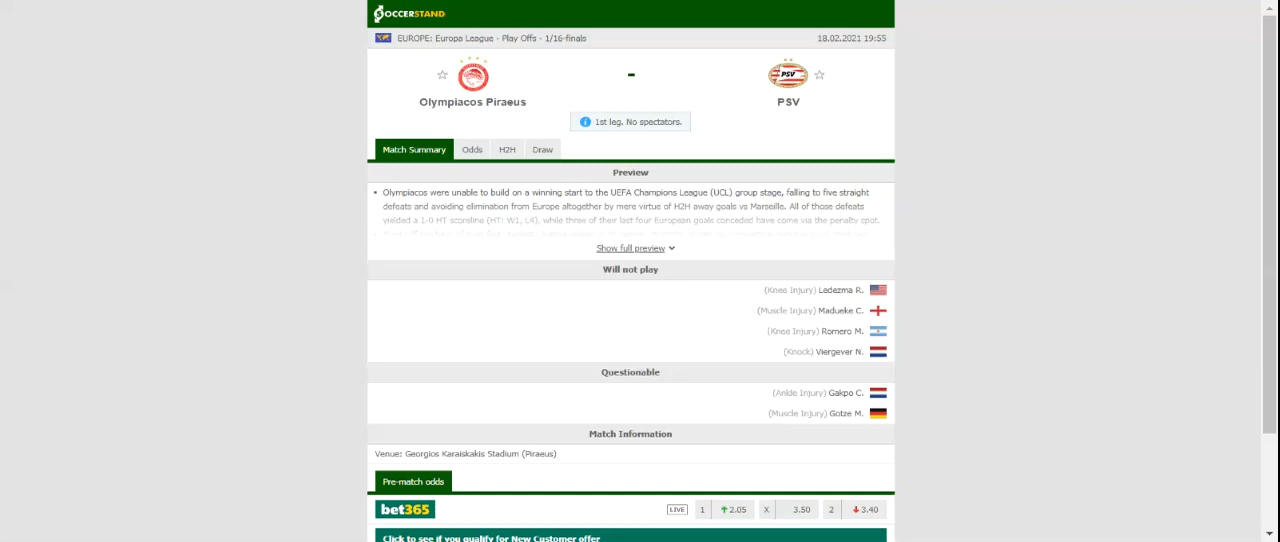 SOCCERSTAND
EUROPE: Europa League - Play Offs - 1/16-finals 18.02.2021 19:55
-
Olympiacos Piraeus PSV
1st leg. No spectators.
Match Summary Odds H2H Draw
Preview
Olympiacos were unable to build on a winning start to the UEFA Champions League (UCL) group stage, falling to five straight
defeats and avoiding elimination from Europe altogether by mere virtue of H2H away goals vs Marseille. All of those defeats
yielded a 1-0 HT scoreline (HT: W1, L4), while three of their last four European goals conceded have come via the penalty spot.
Show full preview
Will not play
(Knee Injury) Ledezma R.
(Muscle Injury) Madueke C.
(Knee Injury) Romero M.
(Knock) Viergever N.
Questionable
(Ankle Injury) Gakpo C.
(Muscle Injury) Gotze M.
Match Information
Venue: Georgios Karaiskakis Stadium (Piraeus)
Pre-match odds
bet365 LIVE 1 2.05 X 3.50 2 3.40
Click to see if you qualify for New Customer offer